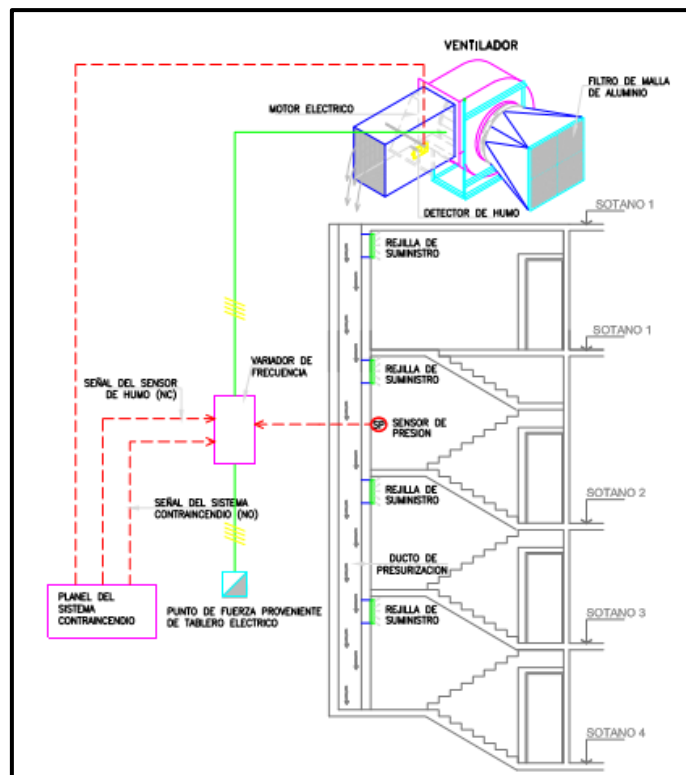 VENTILADOR
FILTRO DE MALLA
DE ALUMINIO
MOTOR ELECTRICO
DETECTOR DE HUMO
SOTANO 1
REJILLA DE
SUMINISTRO
SOTANO 1
VARIADOR DE
FRECUENCIA
REJILLA DE
SUMINISTRO
SEÑAL DEL SENSOR
DE HUMO (NC)
SP
SENSOR DE
PRESION
REJILLA DE
SUMINISTRO
SOTANO 2
SEÑAL DEL SISTEMA
CONTRAINCENDIO (NO)
DUCTO DE
PRESURIZACION
PLANEL DEL
SISTEMA
CONTRAINCENDIO
PUNTO DE FUERZA PROVENIENTE
DE TABLERO ELECTRICO
REJILLA DE
SUMINISTRO
SOTANO 3
SOTANO 4